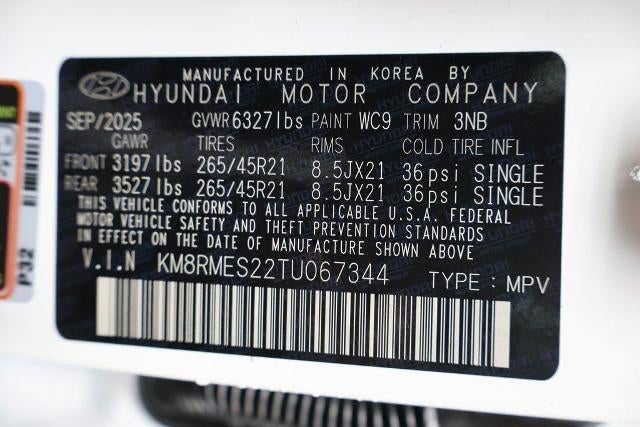 MANUFACTURED IN KOREA BY
HYUNDAI MOTOR COMPANY
SEP/2025 GVWR 6327lbs PAINT WC9 TRIM 3NB
GAWR TIRES RIMS COLD TIRE INFL
FRONT 3197 lbs 265/45R21 8.5JX21 36psi SINGLE
REAR 3527 lbs 265/45R21 8.5JX21 36psi SINGLE
THIS VEHICLE CONFORMS TO ALL APPLICABLE U.S.A. FEDERAL
MOTOR VEHICLE SAFETY AND THEFT PREVENTION STANDARDS
IN EFFECT ON THE DATE OF MANUFACTURE SHOWN ABOVE
V.I.N KM8RMES22TU067344 TYPE : MPV
P32